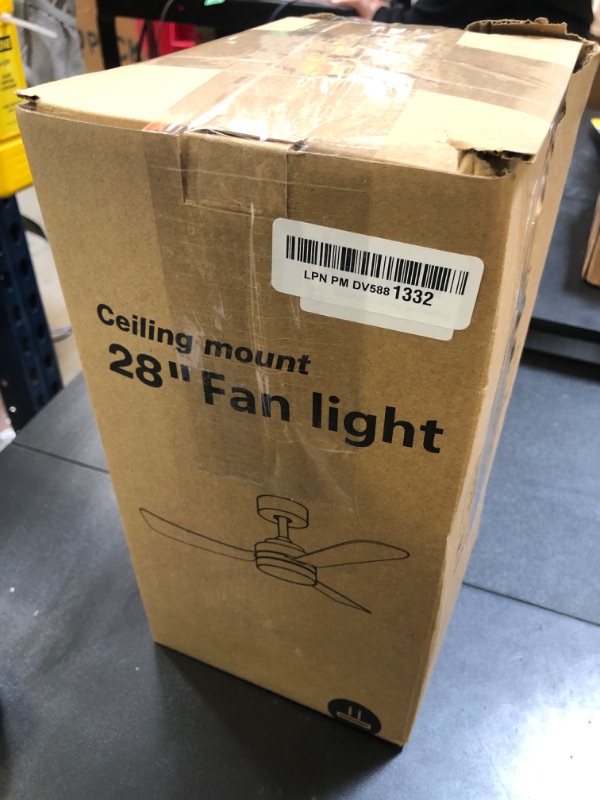 LPN PM DV588 1332
Ceiling mount
28" Fan light